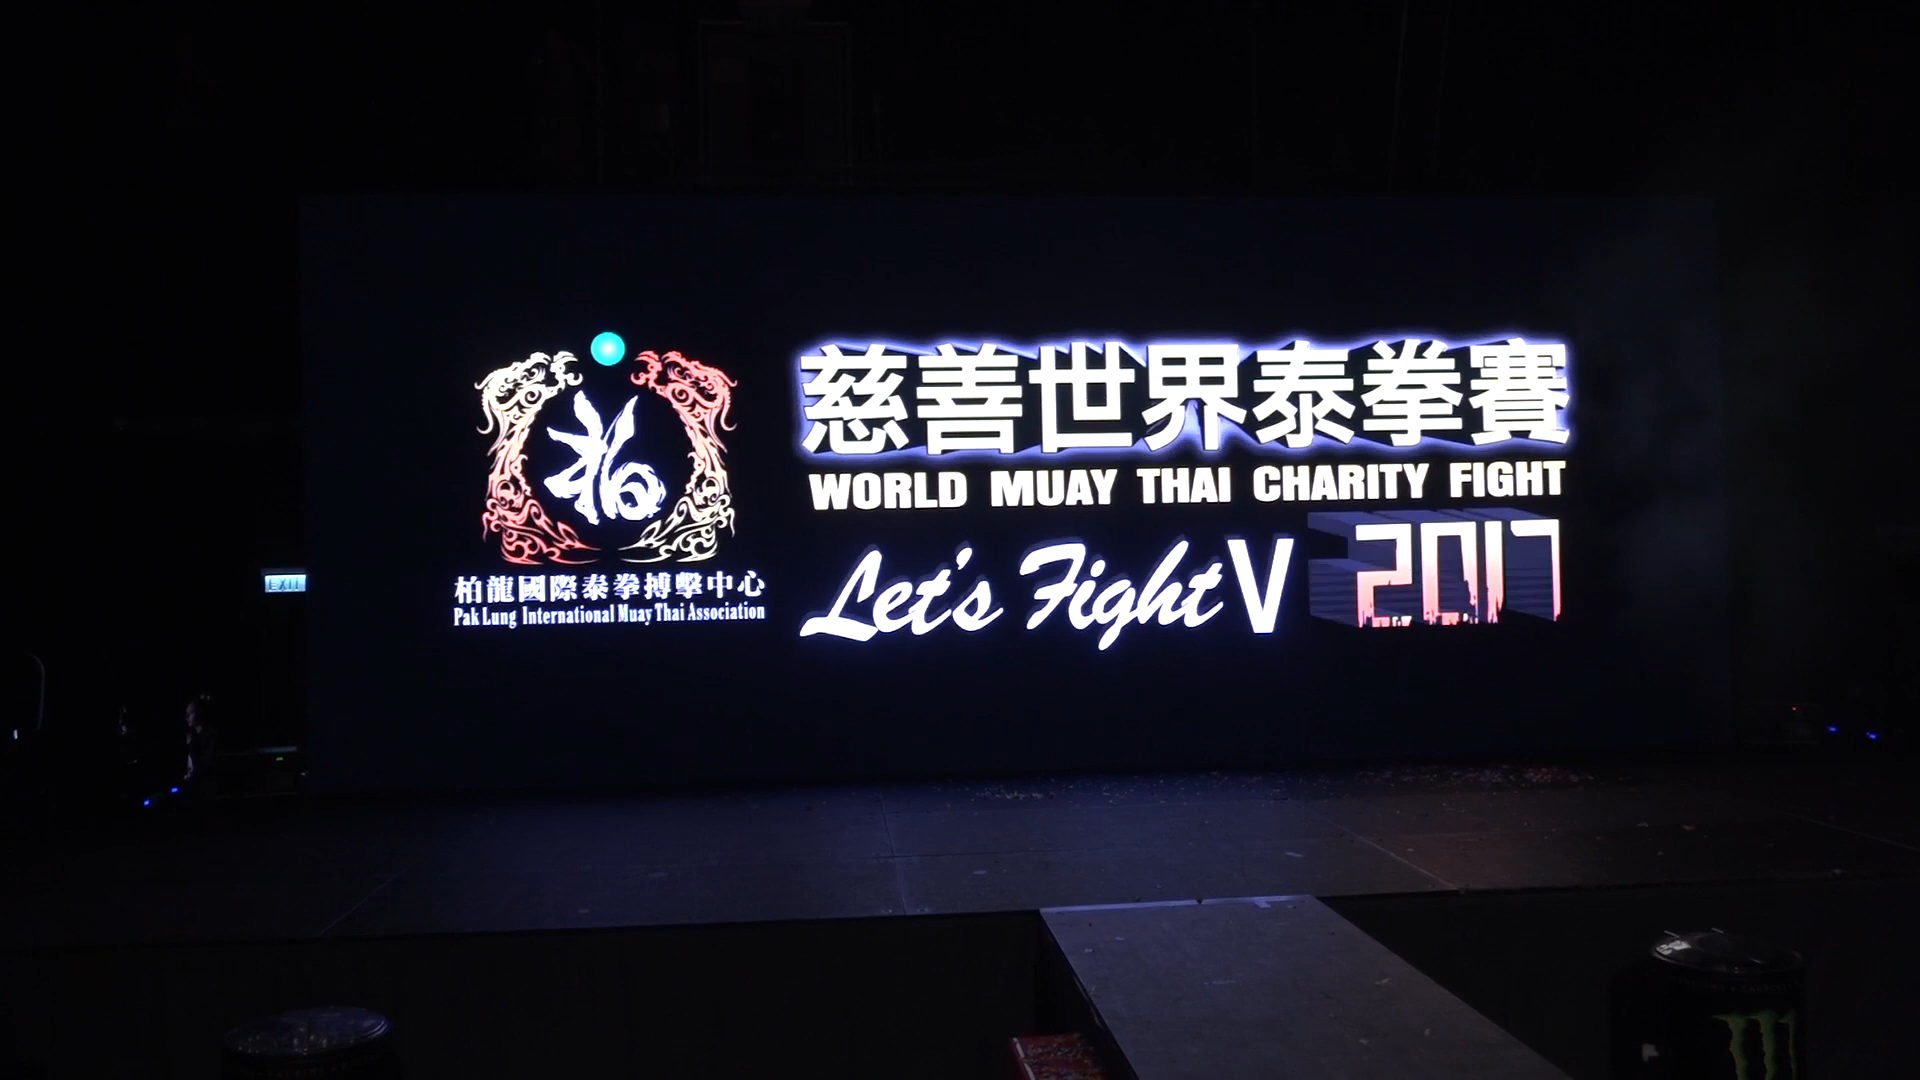 EXIT
柏
柏龍國際泰拳搏擊中心
Pak Lung International Muay Thai Association
慈善世界泰拳賽
WORLD MUAY THAI CHARITY FIGHT
Let's Fight V 2017